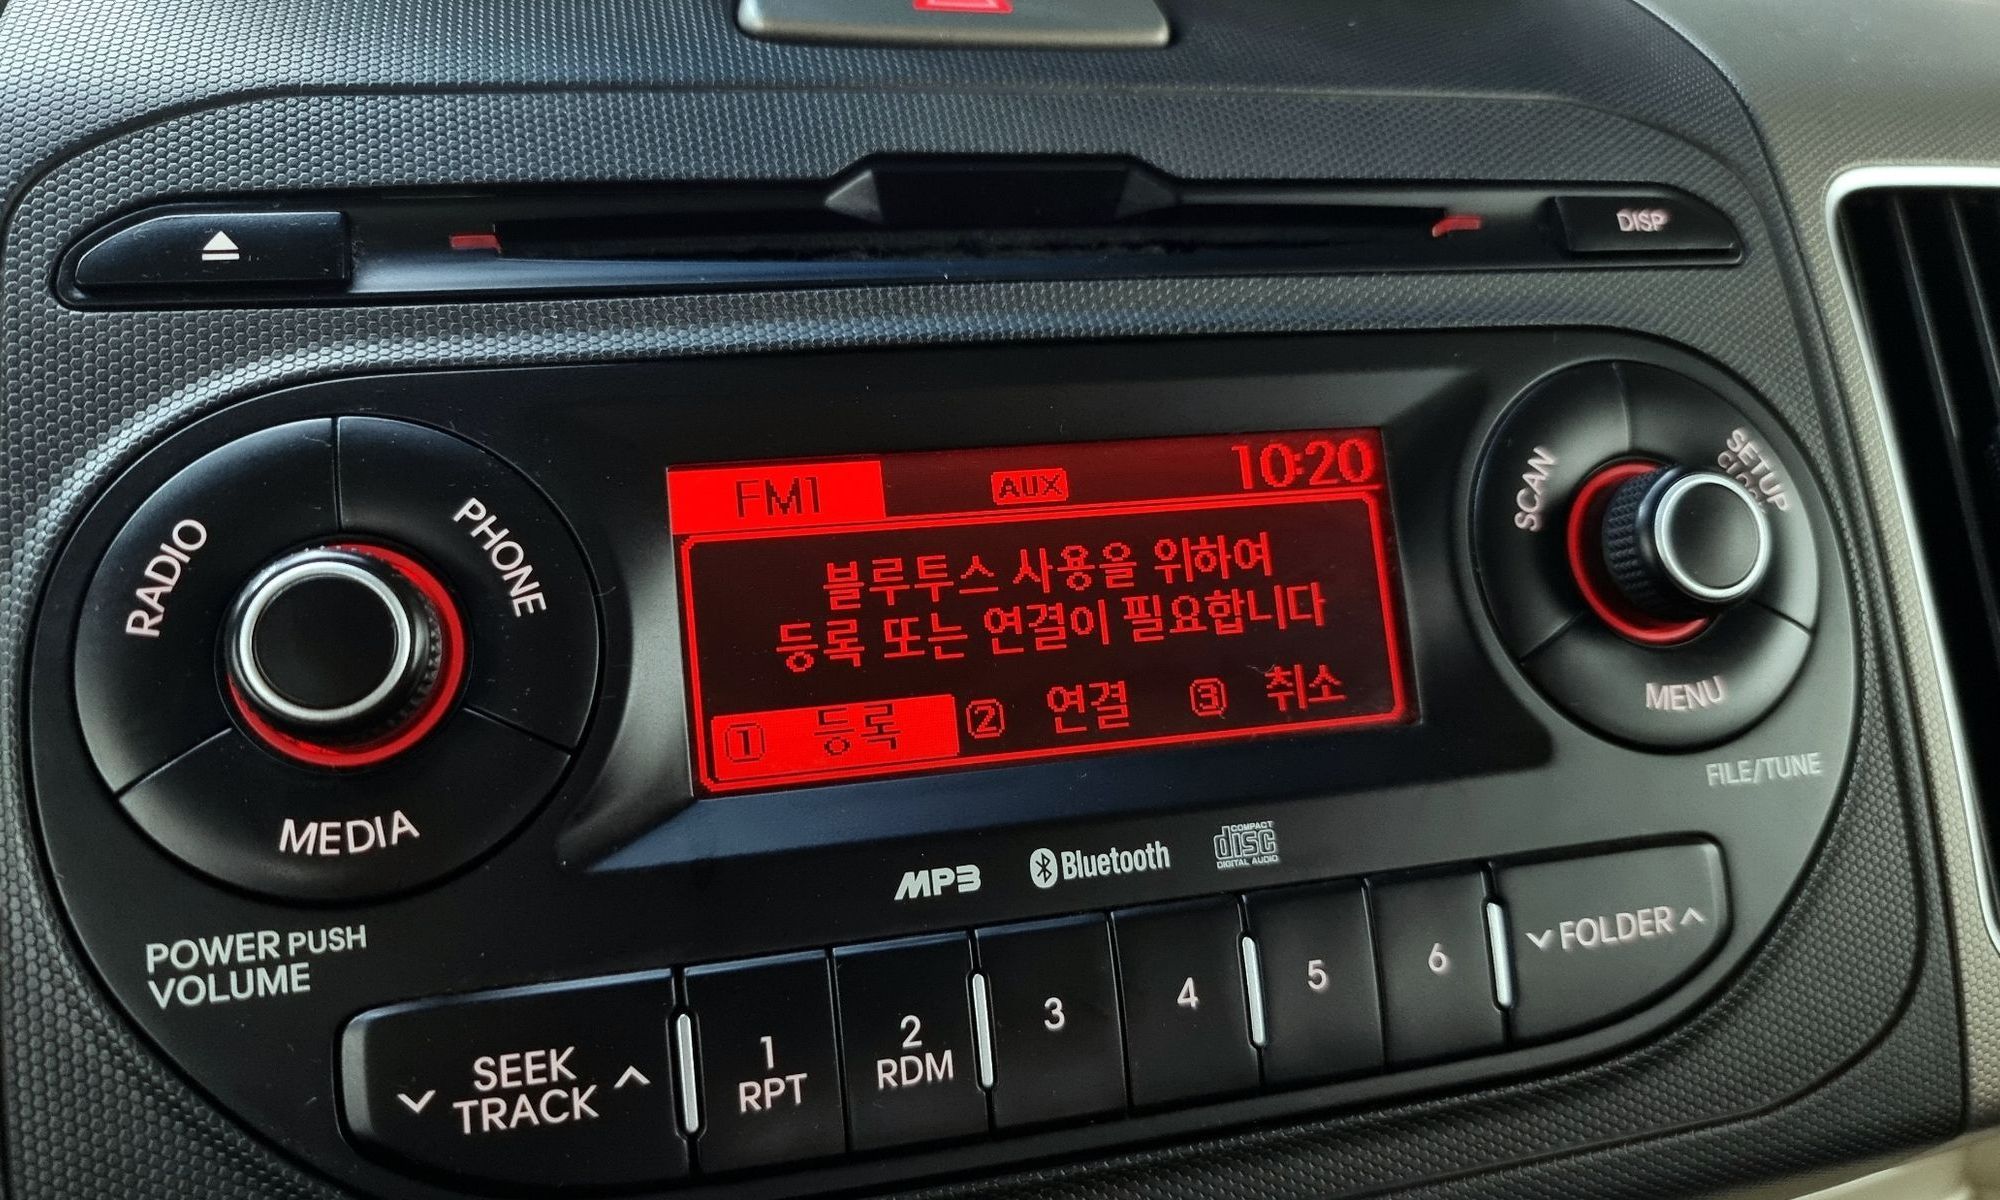 DISP
FM1 AUX 10:20
블루투스 사용을 위하여
등록 또는 연결이 필요합니다
1 등록 2 연결 3 취소
RADIO
PHONE
MEDIA
SCAN
SETUP
MENU
FILE/TUNE
POWER PUSH
VOLUME
MP3 Bluetooth COMPACT disc DIGITAL AUDIO
SEEK
TRACK
1
RPT
2
RDM
3
4
5
6
FOLDER